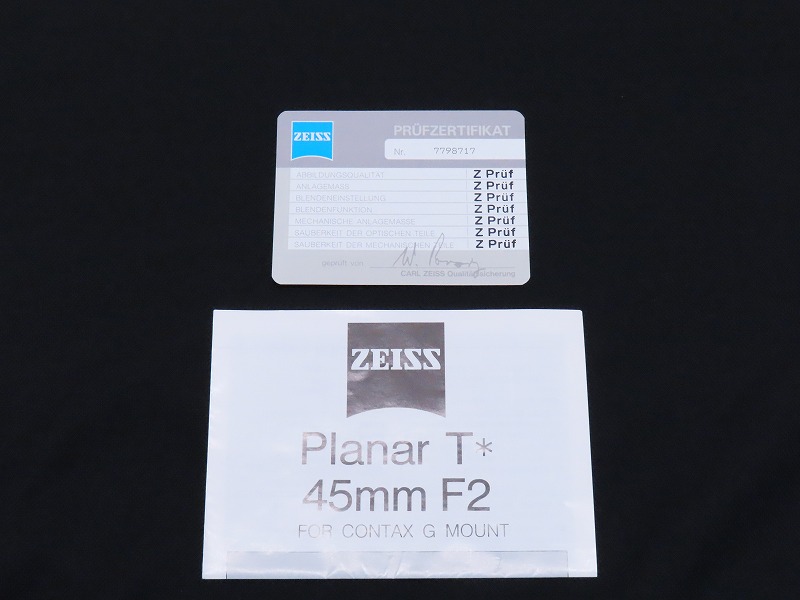 ZEISS
PRÜFZERTIFIKAT
Nr. 7798717
ABBILDUNGSQUALITÄT Z Prüf
ANLAGEMASS Z Prüf
BLENDENEINSTELLUNG Z Prüf
BLENDENFUNKTION Z Prüf
MECHANISCHE ANLAGEMASSE Z Prüf
SAUBERKEIT DER OPTISCHEN TEILE Z Prüf
SAUBERKEIT DER MECHANISCHEN TEILE Z Prüf
geprüft von
CARL ZEISS Qualitätssicherung
ZEISS
Planar T*
45mm F2
FOR CONTAX G MOUNT